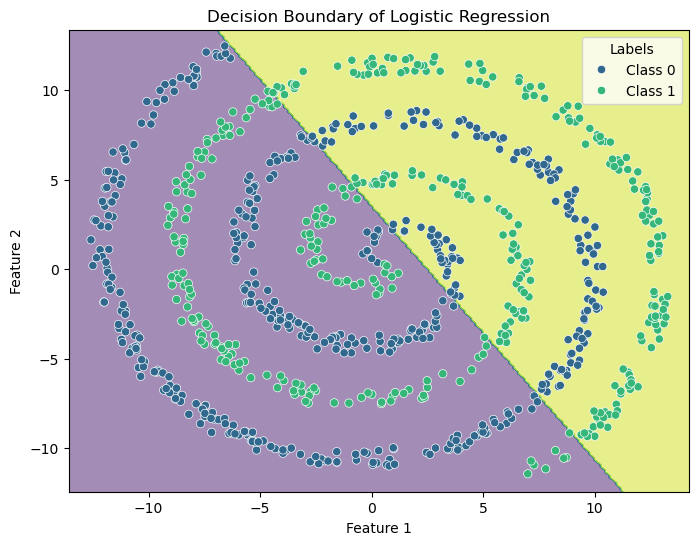 Decision Boundary of Logistic Regression
Labels
Class 0
Class 1
10
5
0
−5
−10
Feature 2
−10
−5
0
5
10
Feature 1